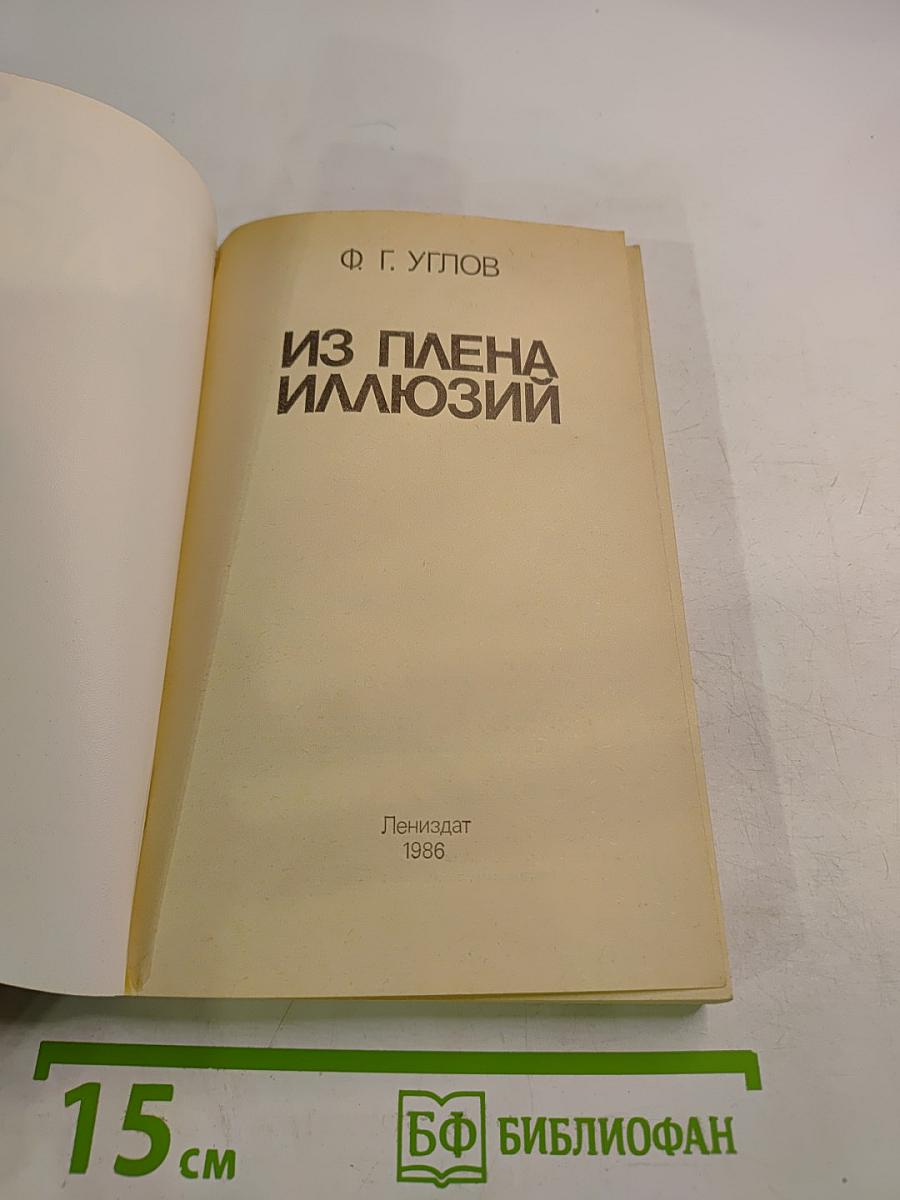 Ф. Г. УГЛОВ
ИЗ ПЛЕНА
ИЛЛЮЗИЙ
Лениздат
1986
15 см
БФ БИБЛИОФАН